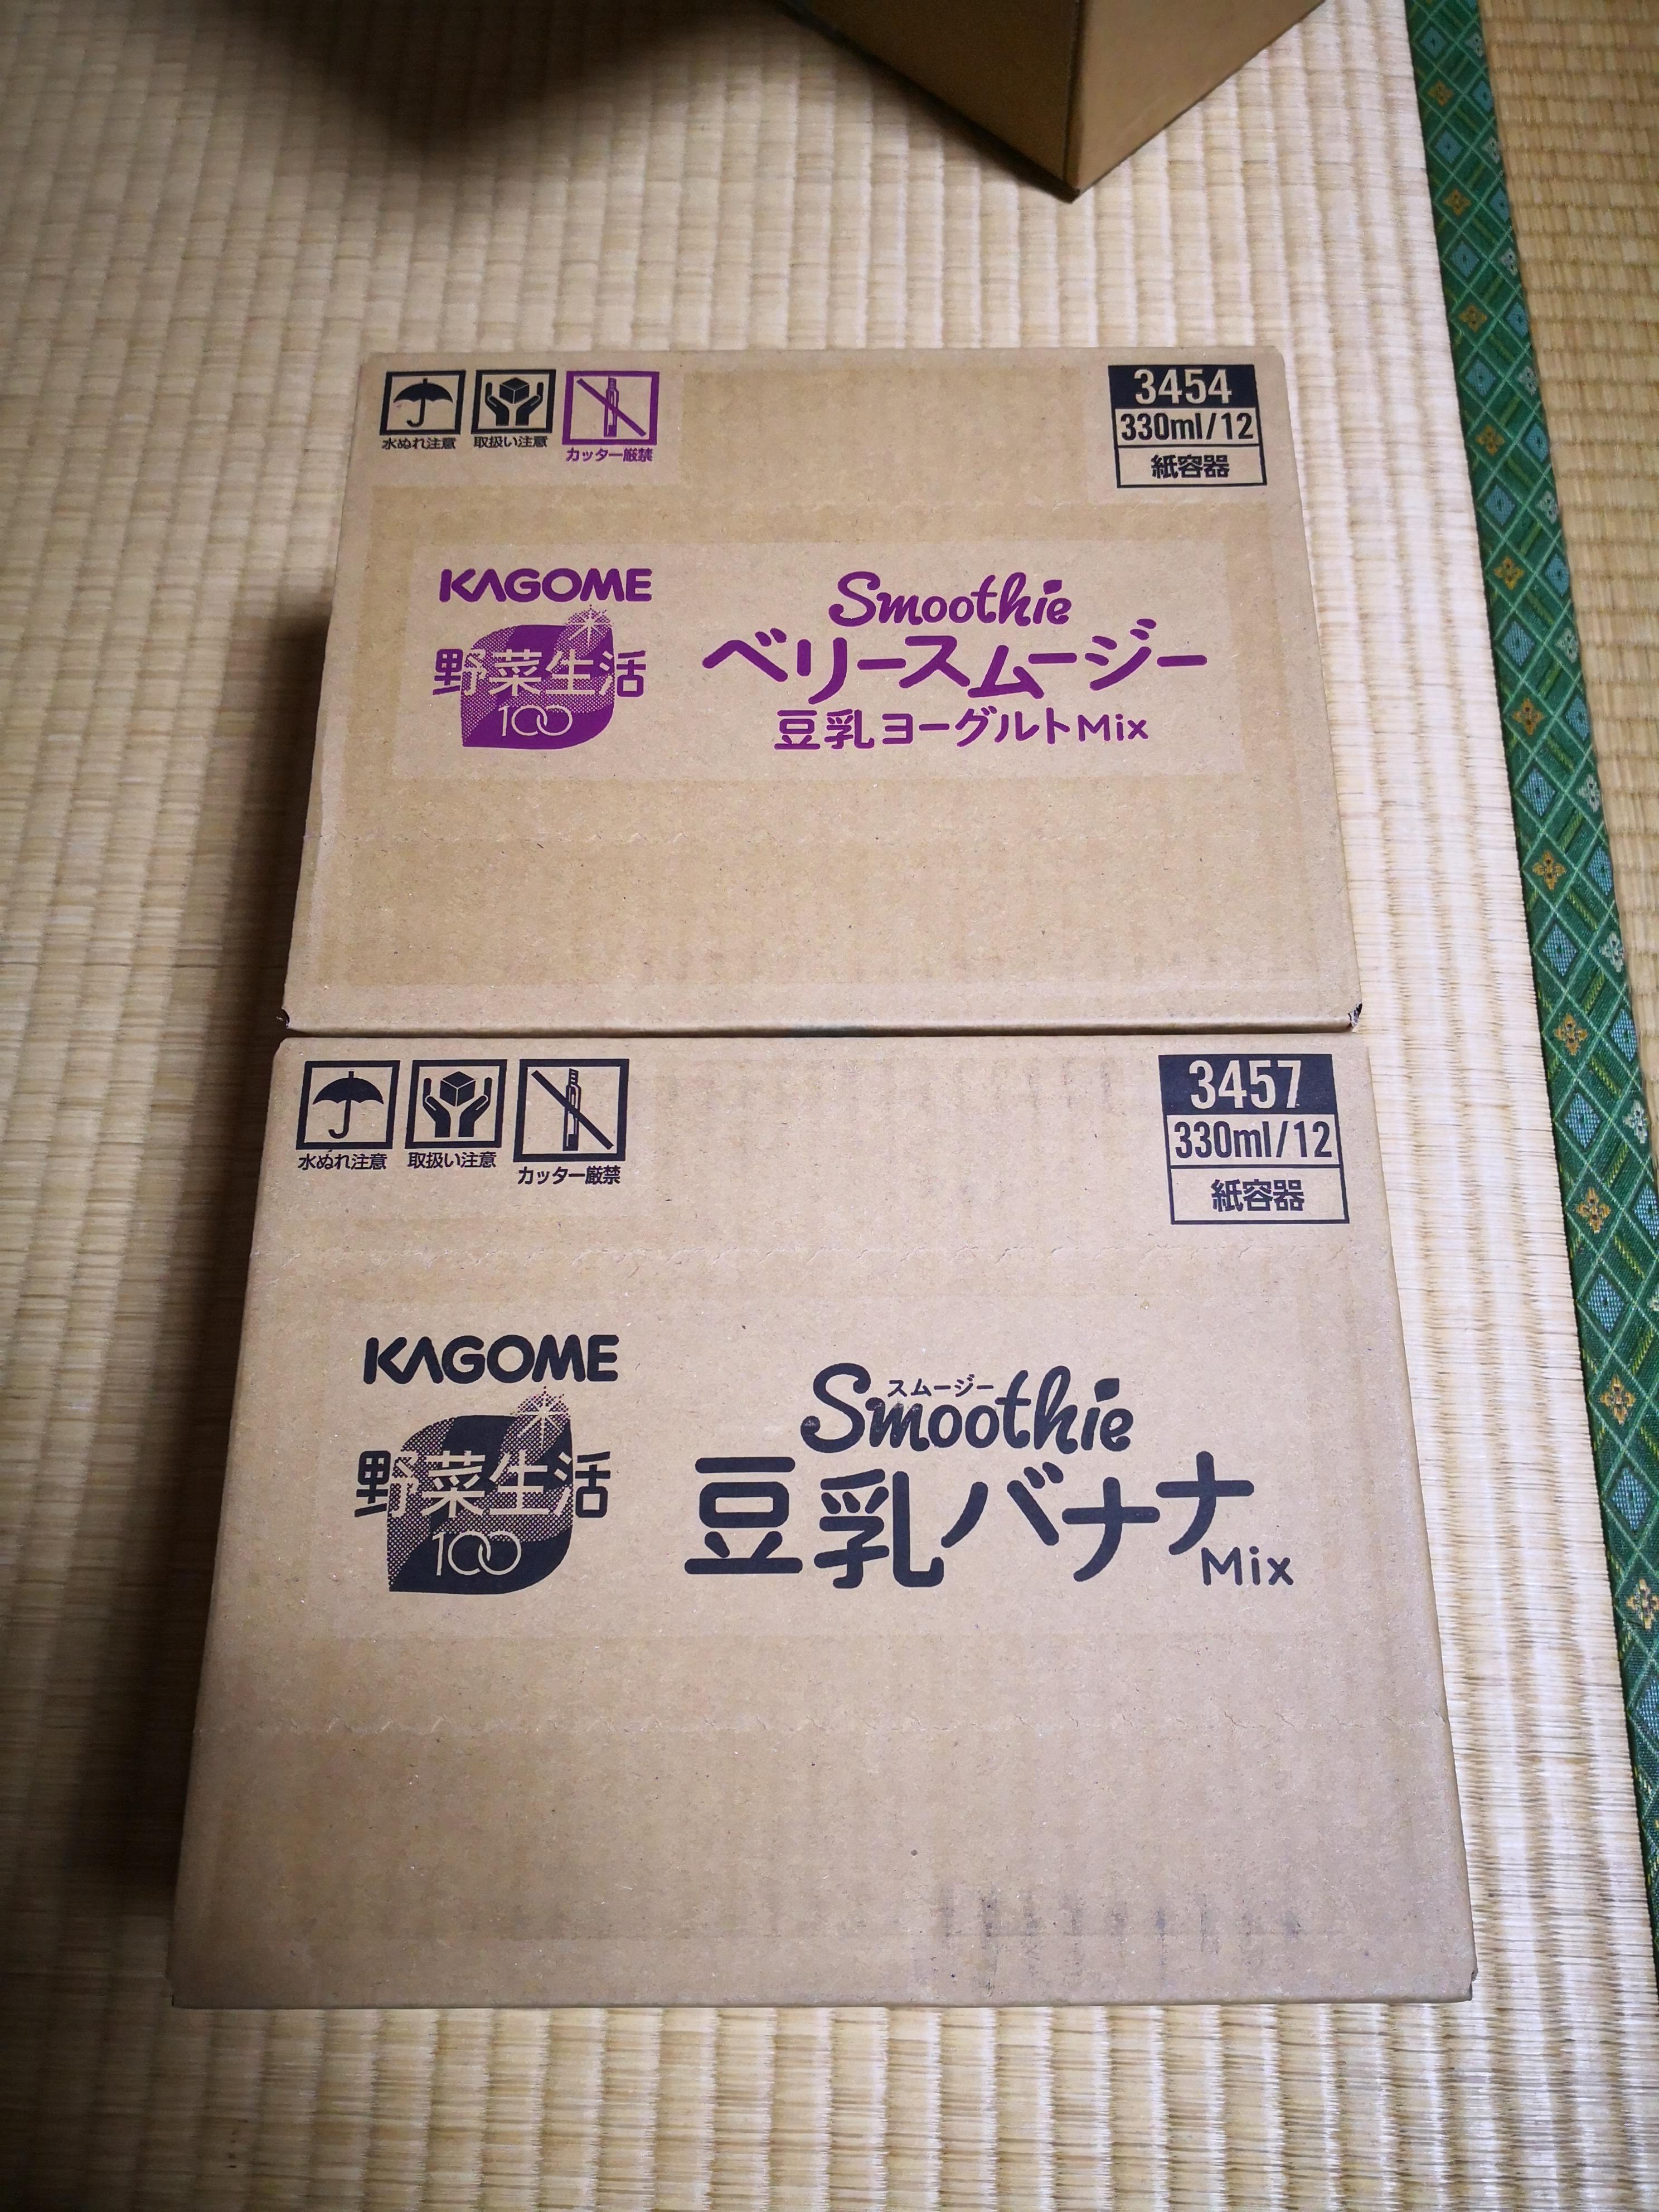 水ぬれ注意
取扱い注意
カッター厳禁
3454
330ml/12
紙容器
KAGOME
野菜生活
100
Smoothie
ベリースムージー
豆乳ヨーグルトMix
水ぬれ注意
取扱い注意
カッター厳禁
3457
330ml/12
紙容器
KAGOME
野菜生活
100
スムージー
Smoothie
豆乳バナナMix